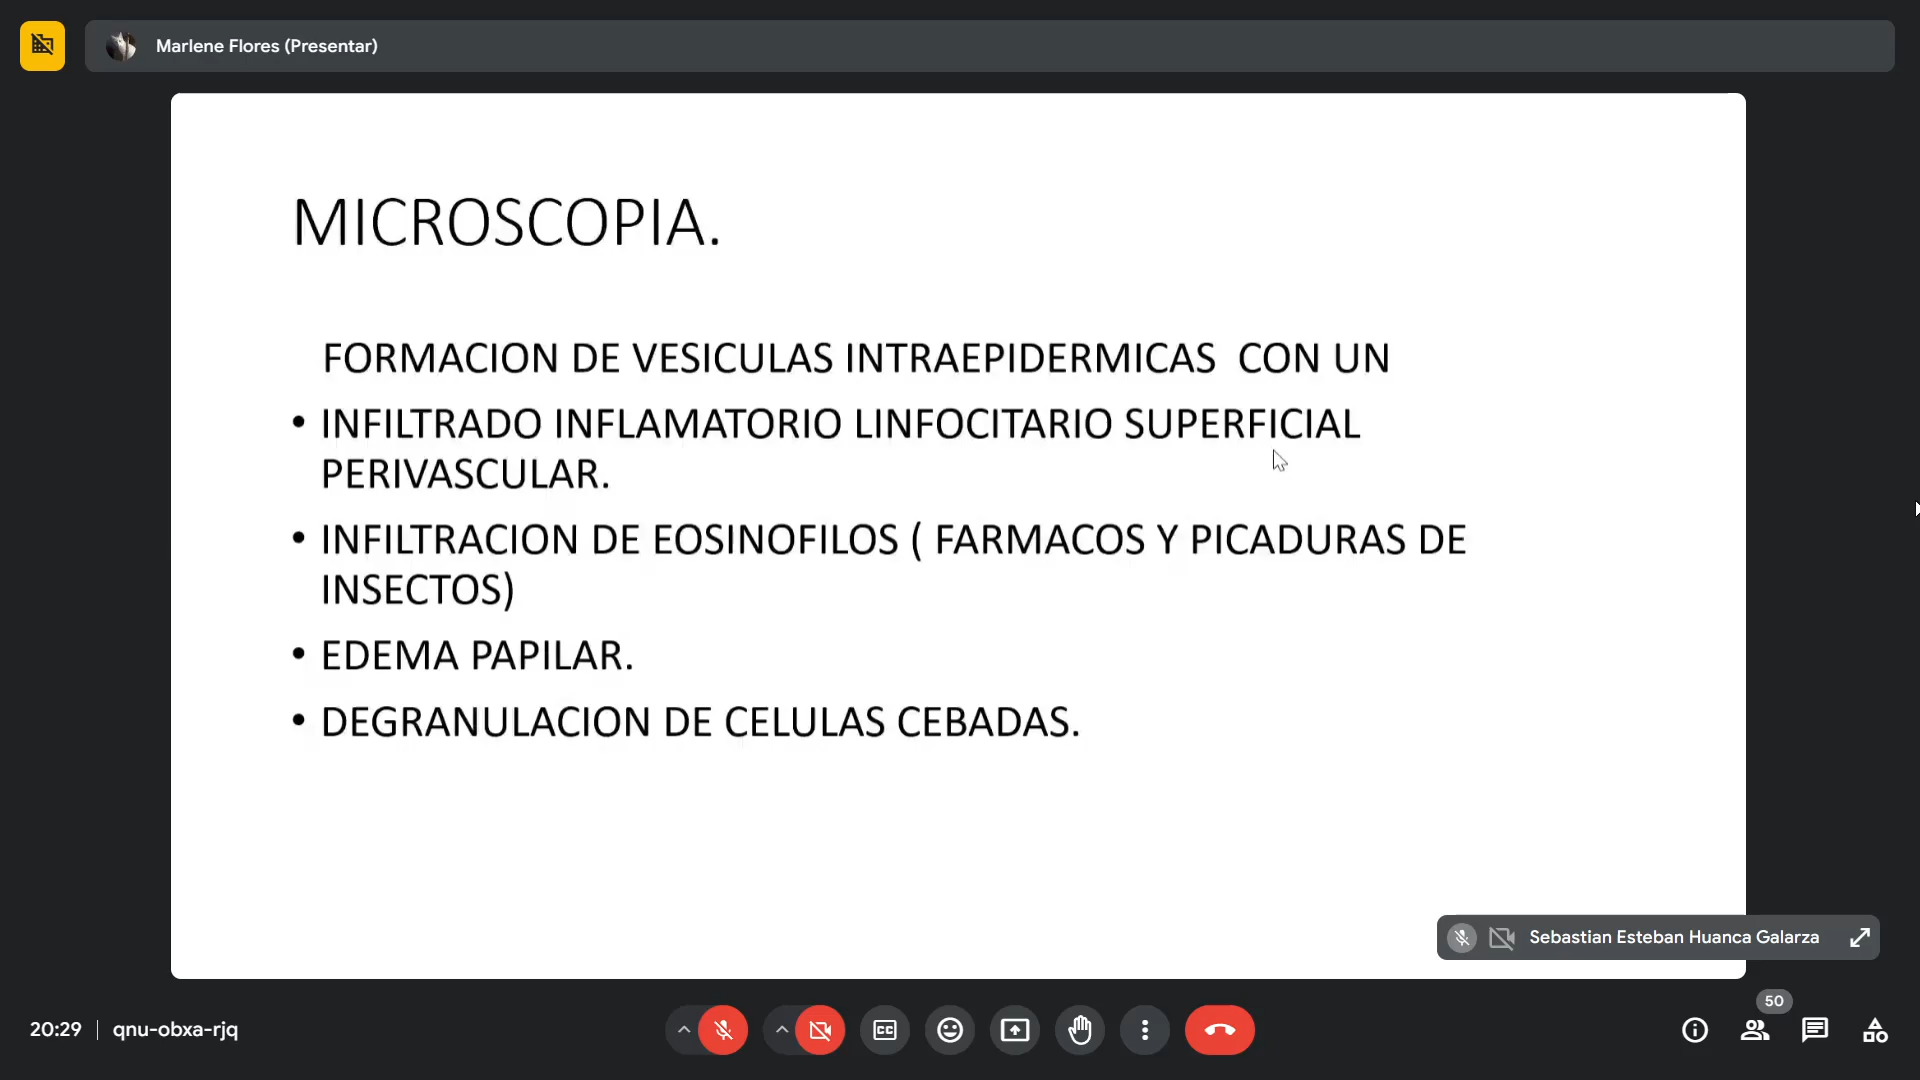 Marlene Flores (Presentar)
MICROSCOPIA.
FORMACION DE VESICULAS INTRAEPIDERMICAS CON UN
• INFILTRADO INFLAMATORIO LINFOCITARIO SUPERFICIAL
PERIVASCULAR.
• INFILTRACION DE EOSINOFILOS ( FARMACOS Y PICADURAS DE
INSECTOS)
• EDEMA PAPILAR.
• DEGRANULACION DE CELULAS CEBADAS.
Sebastian Esteban Huanca Galarza
50
20:29 | qnu-obxa-rjq
CC